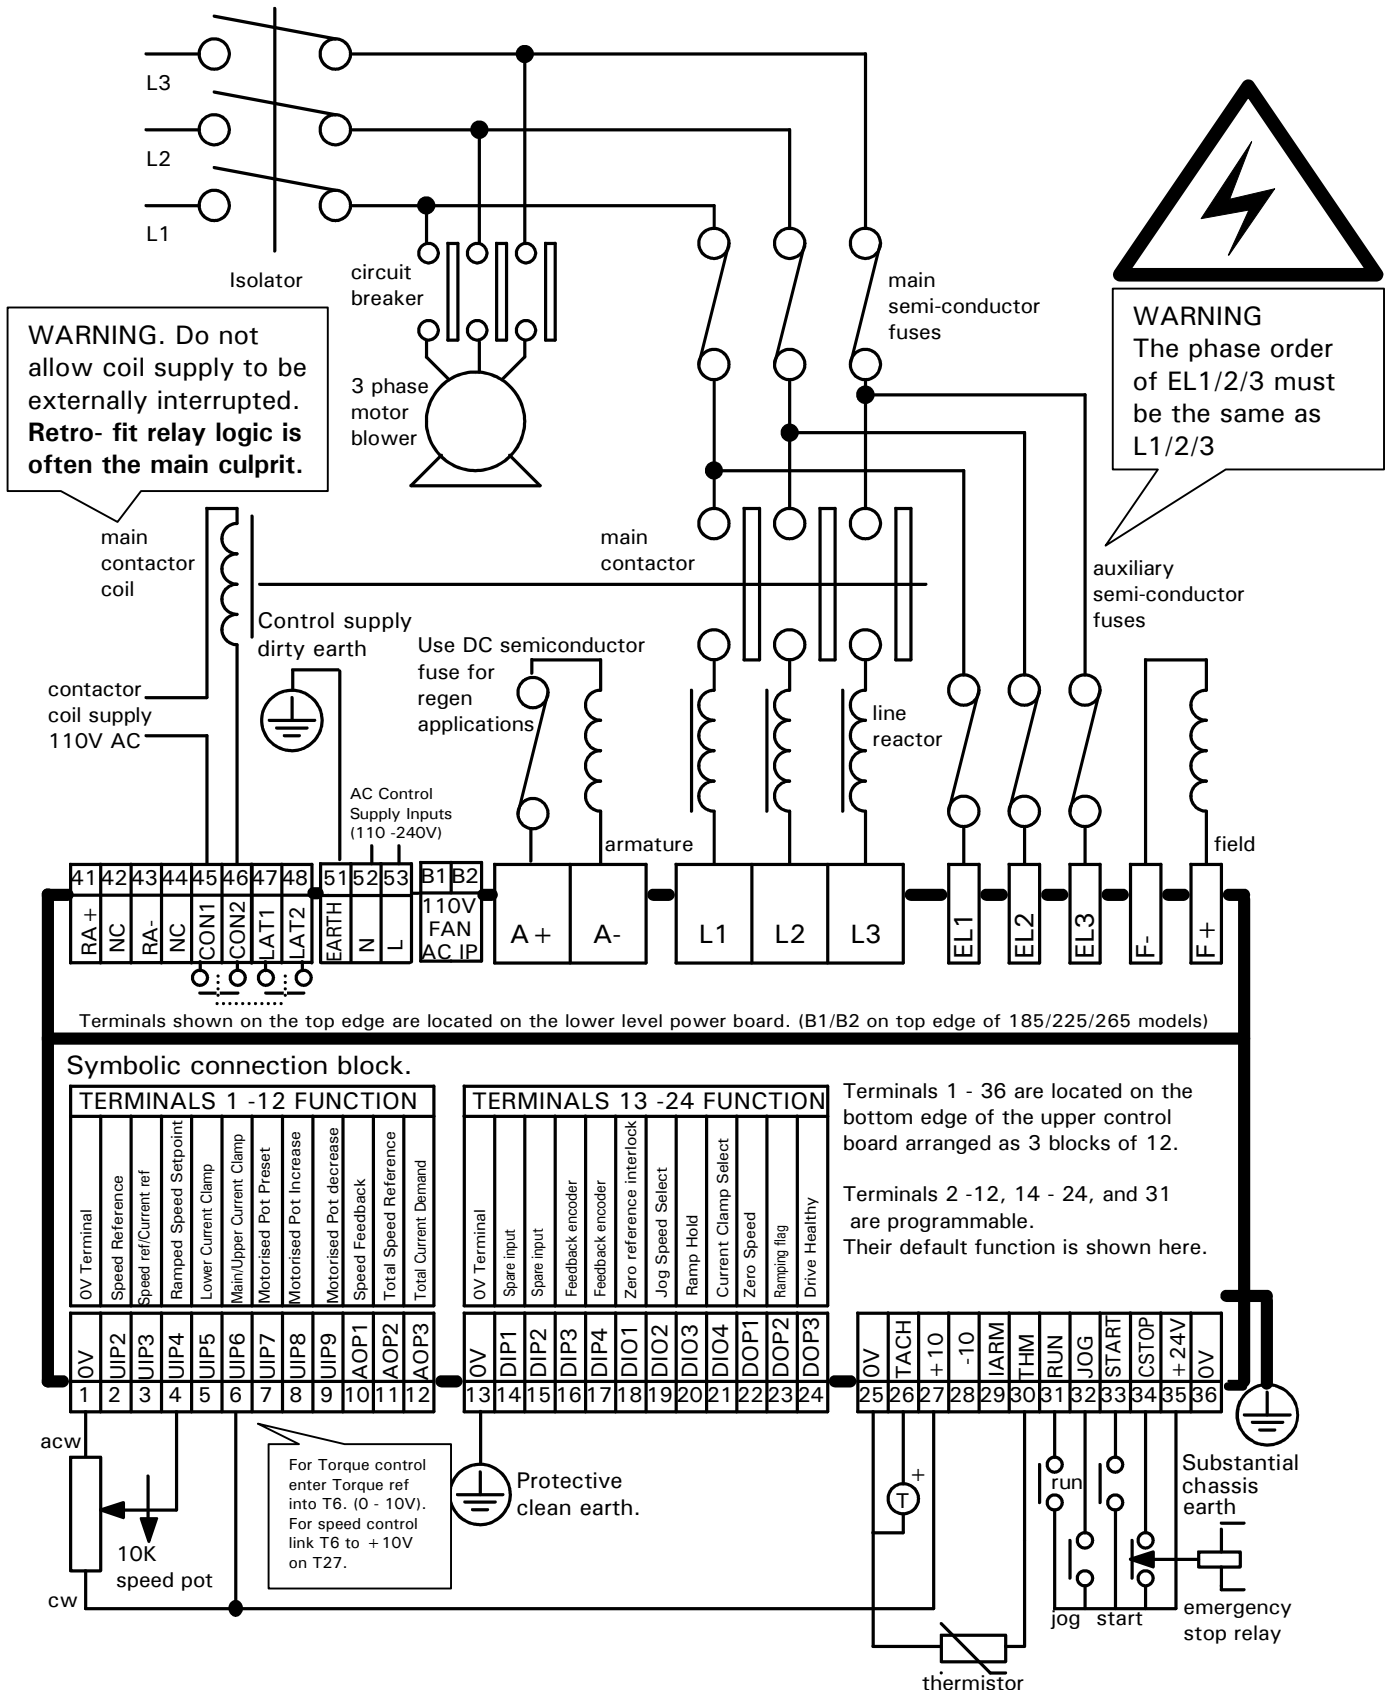 L3
L2
L1
Isolator
circuit
breaker
3 phase
motor
blower
main
semi-conductor
fuses
WARNING. Do not
allow coil supply to be
externally interrupted.
Retro- fit relay logic is
often the main culprit.
WARNING
The phase order
of EL1/2/3 must
be the same as
L1/2/3
main
contactor
coil
main
contactor
auxiliary
semi-conductor
fuses
Control supply
dirty earth
Use DC semiconductor
fuse for
regen
applications
contactor
coil supply
110V AC
line
reactor
AC Control
Supply Inputs
(110 -240V)
armature
field
41 42 43 44 45 46 47 48
51 52 53
B1 B2
RA+ NC RA- NC CON1 CON2 LAT1 LAT2
EARTH N L
110V
FAN
AC IP
A+ A-
L1 L2 L3
EL1 EL2 EL3 F- F+
Terminals shown on the top edge are located on the lower level power board. (B1/B2 on top edge of 185/225/265 models)
Symbolic connection block.
TERMINALS 1 -12 FUNCTION
0V Terminal
Speed Reference
Speed ref/Current ref
Ramped Speed Setpoint
Lower Current Clamp
Main/Upper Current Clamp
Motorised Pot Preset
Motorised Pot Increase
Motorised Pot decrease
Speed Feedback
Total Speed Reference
Total Current Demand
0V UIP2 UIP3 UIP4 UIP5 UIP6 UIP7 UIP8 UIP9 AOP1 AOP2 AOP3
1 2 3 4 5 6 7 8 9 10 11 12
TERMINALS 13 -24 FUNCTION
0V Terminal
Spare input
Spare input
Feedback encoder
Feedback encoder
Zero reference interlock
Jog Speed Select
Ramp Hold
Current Clamp Select
Zero Speed
Ramping flag
Drive Healthy
0V DIP1 DIP2 DIP3 DIP4 DIO1 DIO2 DIO3 DIO4 DOP1 DOP2 DOP3
13 14 15 16 17 18 19 20 21 22 23 24
Terminals 1 - 36 are located on the
bottom edge of the upper control
board arranged as 3 blocks of 12.
Terminals 2 -12, 14 - 24, and 31
are programmable.
Their default function is shown here.
0V TACH +10 -10 IARM THM RUN JOG START CSTOP +24V 0V
25 26 27 28 29 30 31 32 33 34 35 36
acw
10K
speed pot
cw
For Torque control
enter Torque ref
into T6. (0 - 10V).
For speed control
link T6 to +10V
on T27.
Protective
clean earth.
T
+
run
jog
start
Substantial
chassis
earth
emergency
stop relay
thermistor